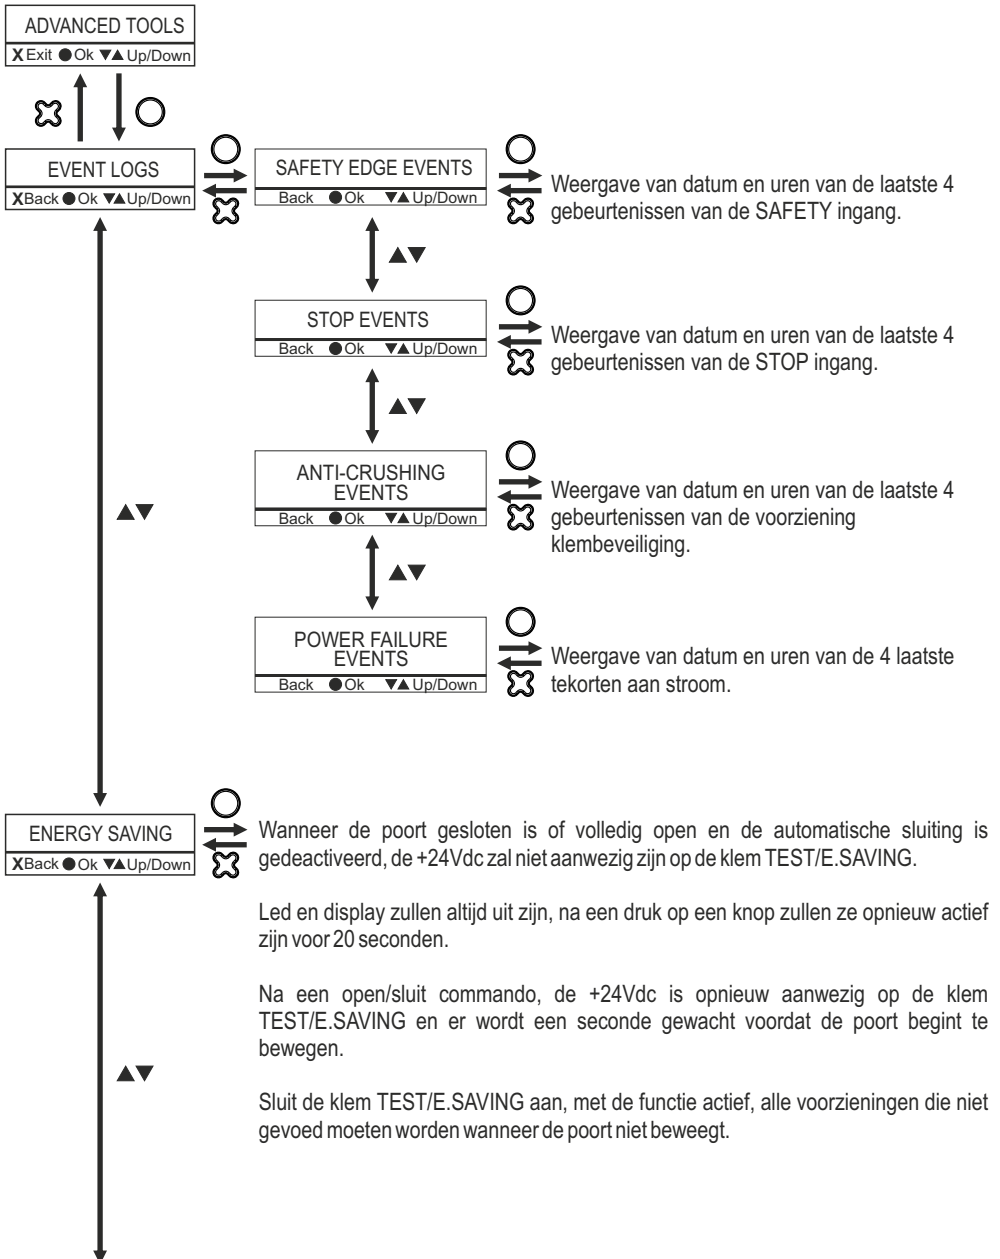 ADVANCED TOOLS
X Exit ● Ok ▼▲ Up/Down
EVENT LOGS
X Back ● Ok ▼▲ Up/Down
SAFETY EDGE EVENTS
Back ● Ok ▼▲ Up/Down
Weergave van datum en uren van de laatste 4
gebeurtenissen van de SAFETY ingang.
▲▼
STOP EVENTS
Back ● Ok ▼▲ Up/Down
Weergave van datum en uren van de laatste 4
gebeurtenissen van de STOP ingang.
▲▼
ANTI-CRUSHING
EVENTS
Back ● Ok ▼▲ Up/Down
Weergave van datum en uren van de laatste 4
gebeurtenissen van de voorziening
klembeveiliging.
▲▼
▲▼
POWER FAILURE
EVENTS
Back ● Ok ▼▲ Up/Down
Weergave van datum en uren van de 4 laatste
tekorten aan stroom.
ENERGY SAVING
X Back ● Ok ▼▲ Up/Down
Wanneer de poort gesloten is of volledig open en de automatische sluiting is
gedeactiveerd, de +24Vdc zal niet aanwezig zijn op de klem TEST/E.SAVING.
Led en display zullen altijd uit zijn, na een druk op een knop zullen ze opnieuw actief
zijn voor 20 seconden.
Na een open/sluit commando, de +24Vdc is opnieuw aanwezig op de klem
TEST/E.SAVING en er wordt een seconde gewacht voordat de poort begint te
bewegen.
▲▼
Sluit de klem TEST/E.SAVING aan, met de functie actief, alle voorzieningen die niet
gevoed moeten worden wanneer de poort niet beweegt.